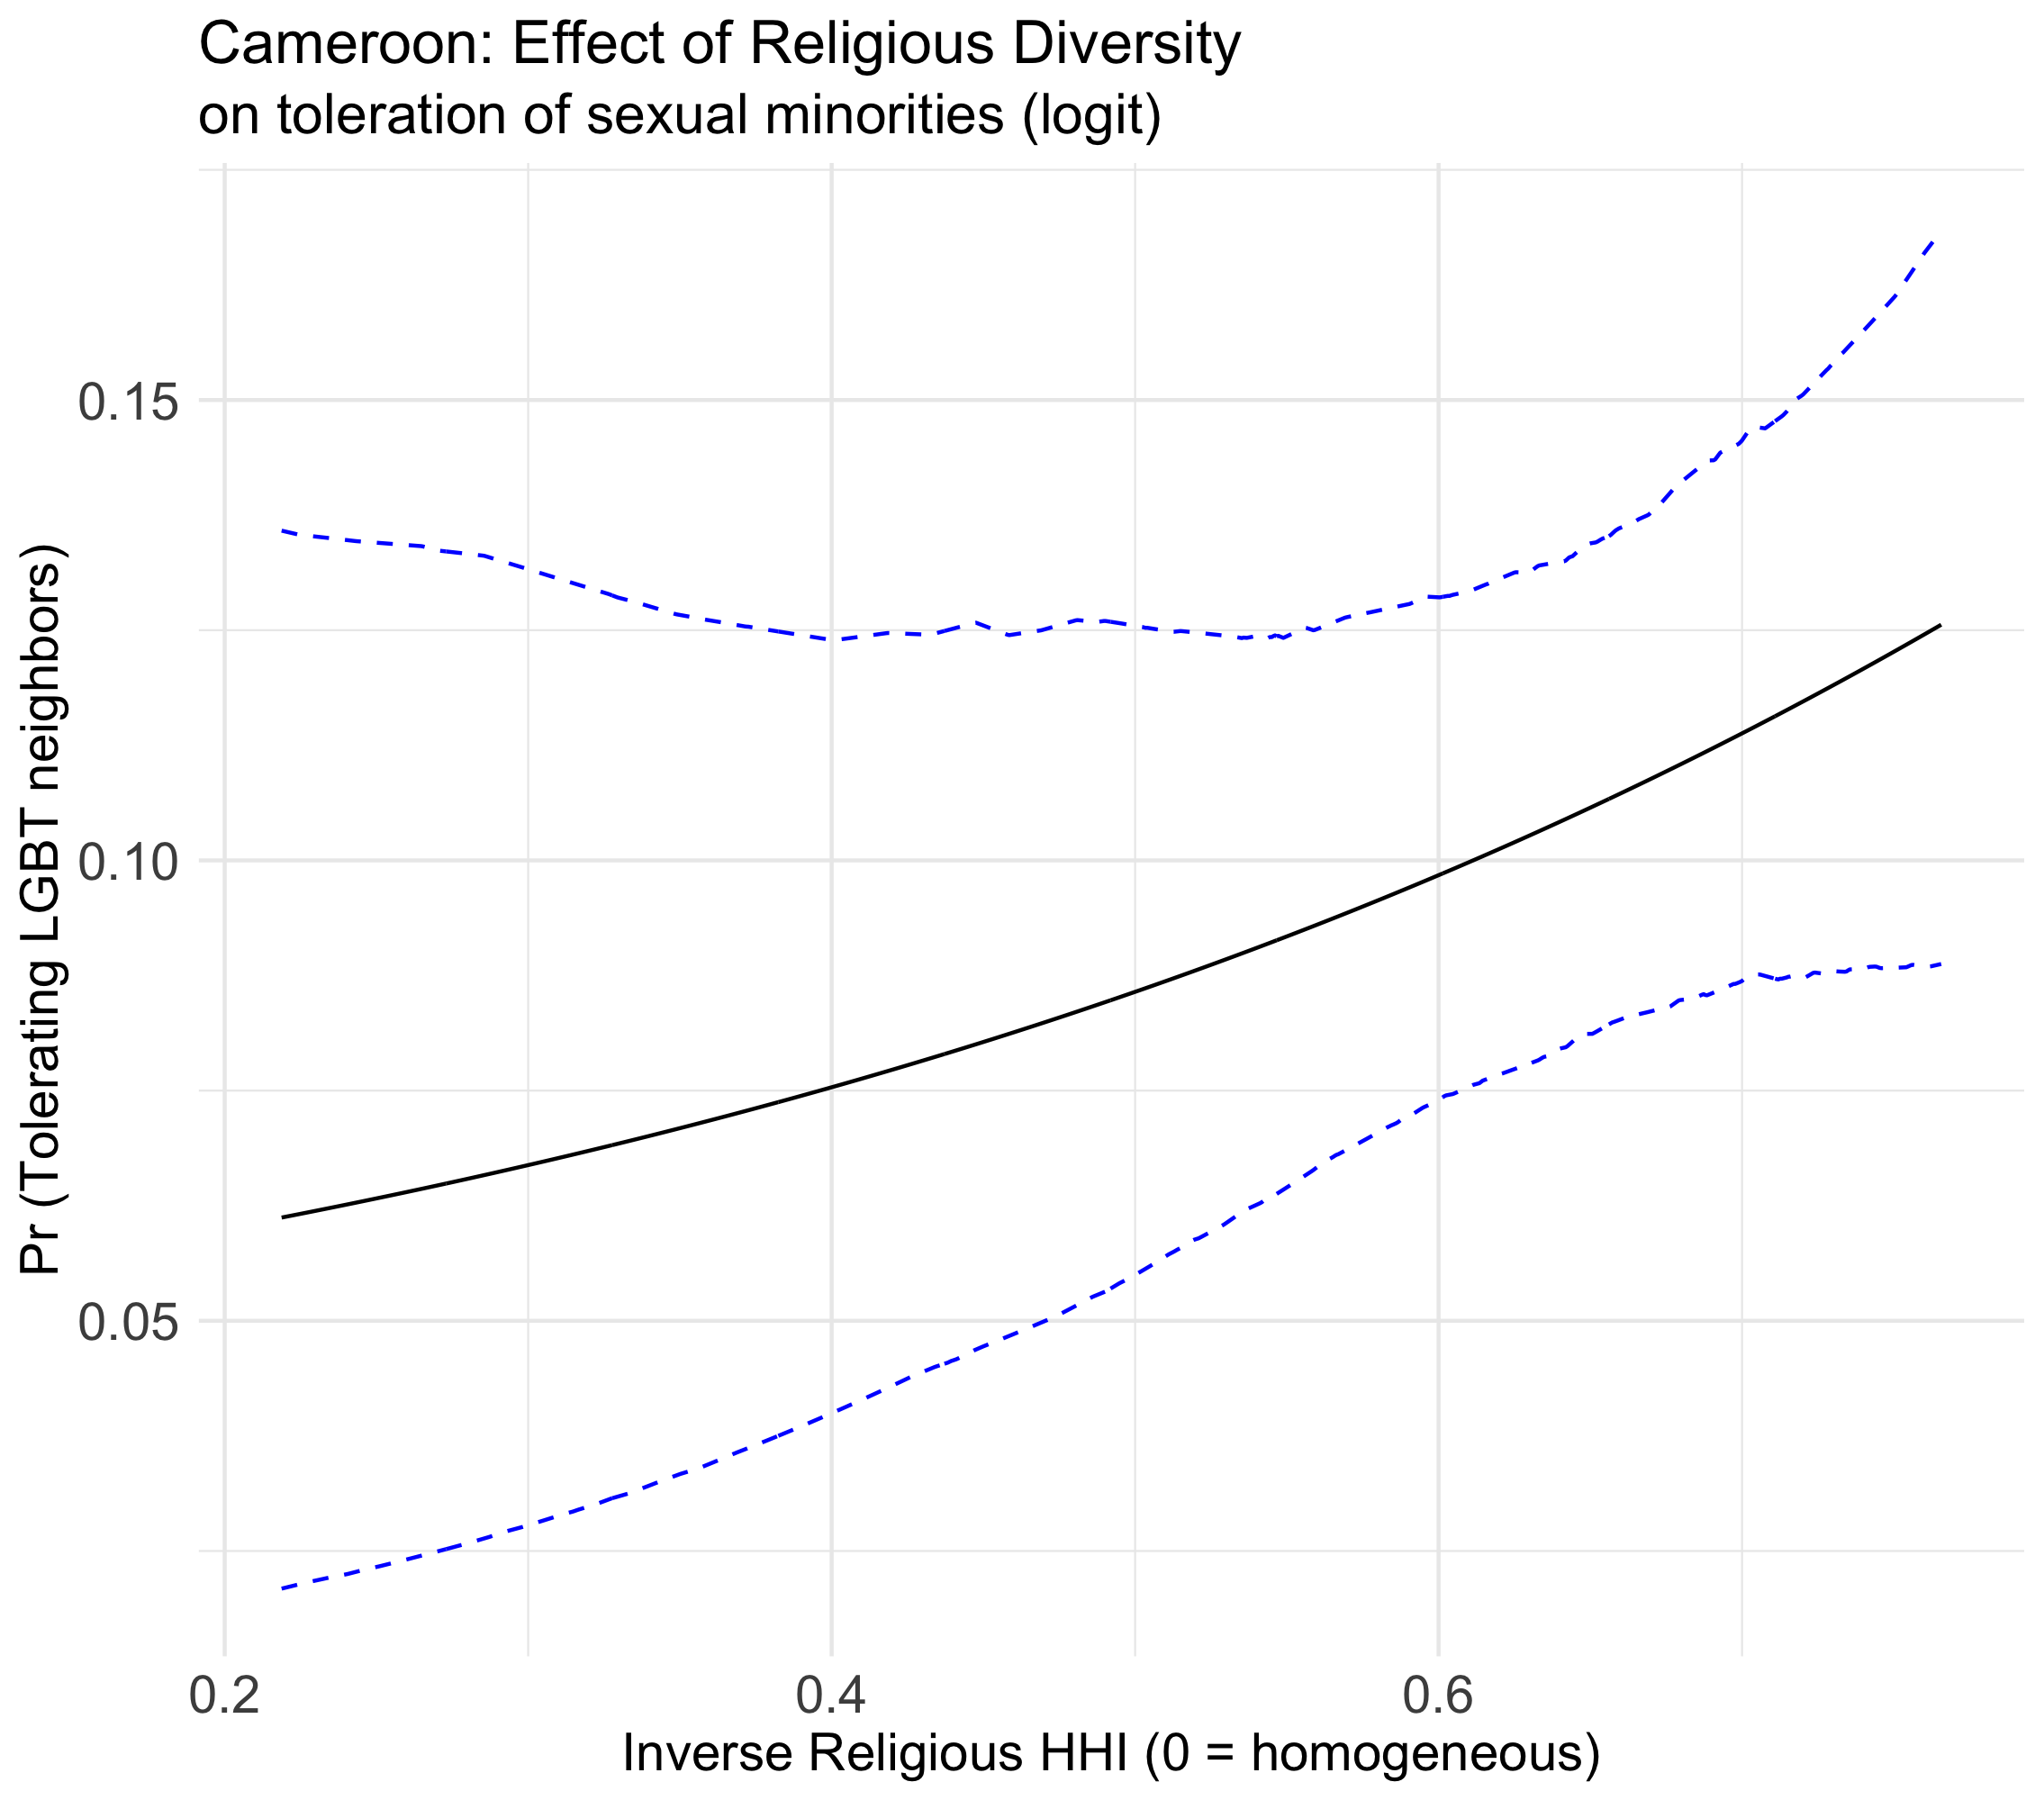 Cameroon: Effect of Religious Diversity
on toleration of sexual minorities (logit)
Pr (Tolerating LGBT neighbors)
0.15
0.10
0.05
0.2
0.4
0.6
Inverse Religious HHI (0 = homogeneous)